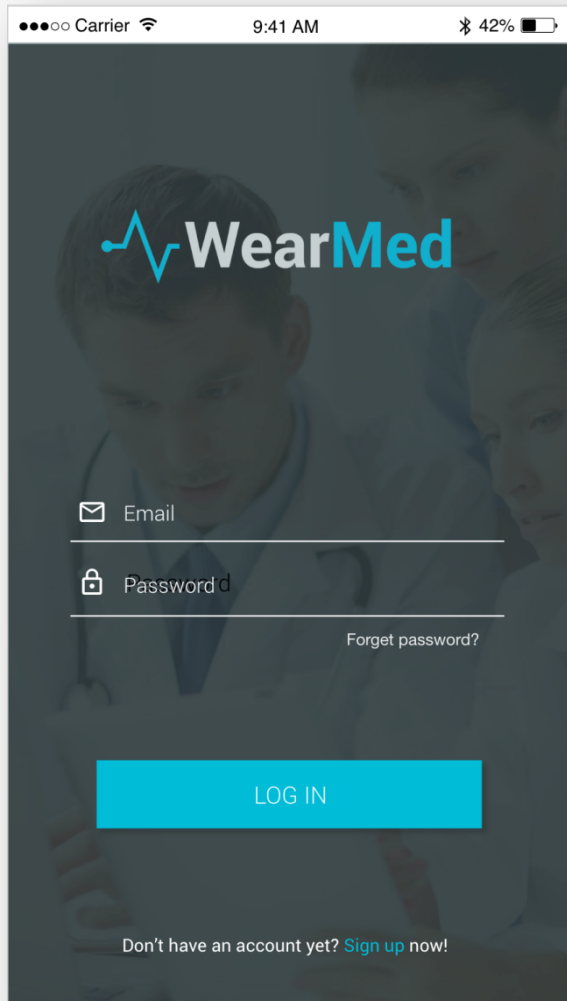 Carrier 9:41 AM 42%
WearMed
Email
Password
Password
Forget password?
LOG IN
Don't have an account yet? Sign up now!